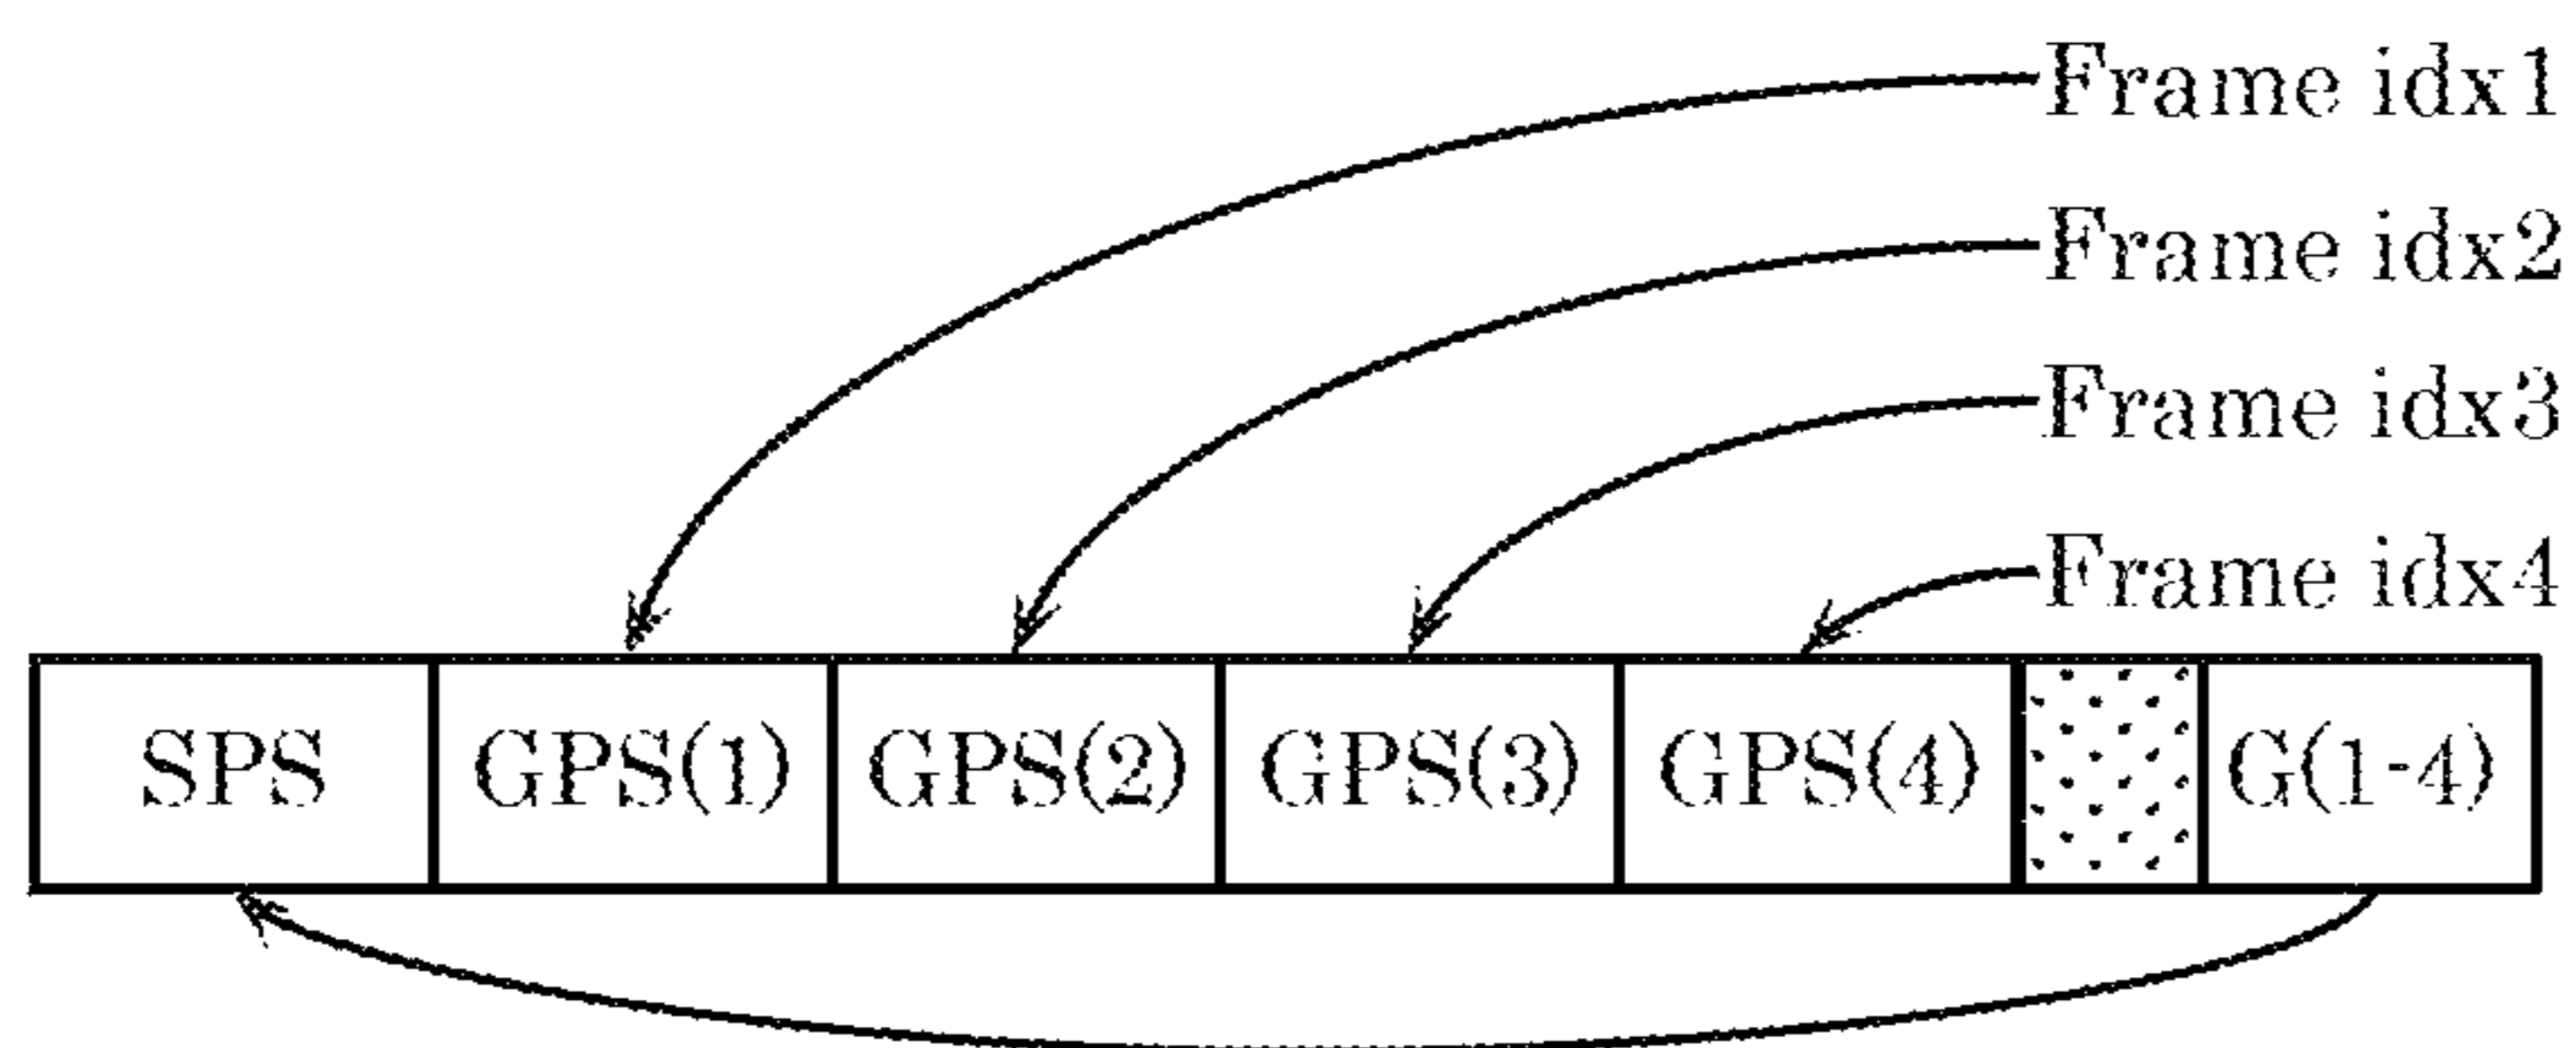 Frame idx1
Frame idx2
Frame idx3
Frame idx4
SPS GPS(1) GPS(2) GPS(3) GPS(4) G(1-4)